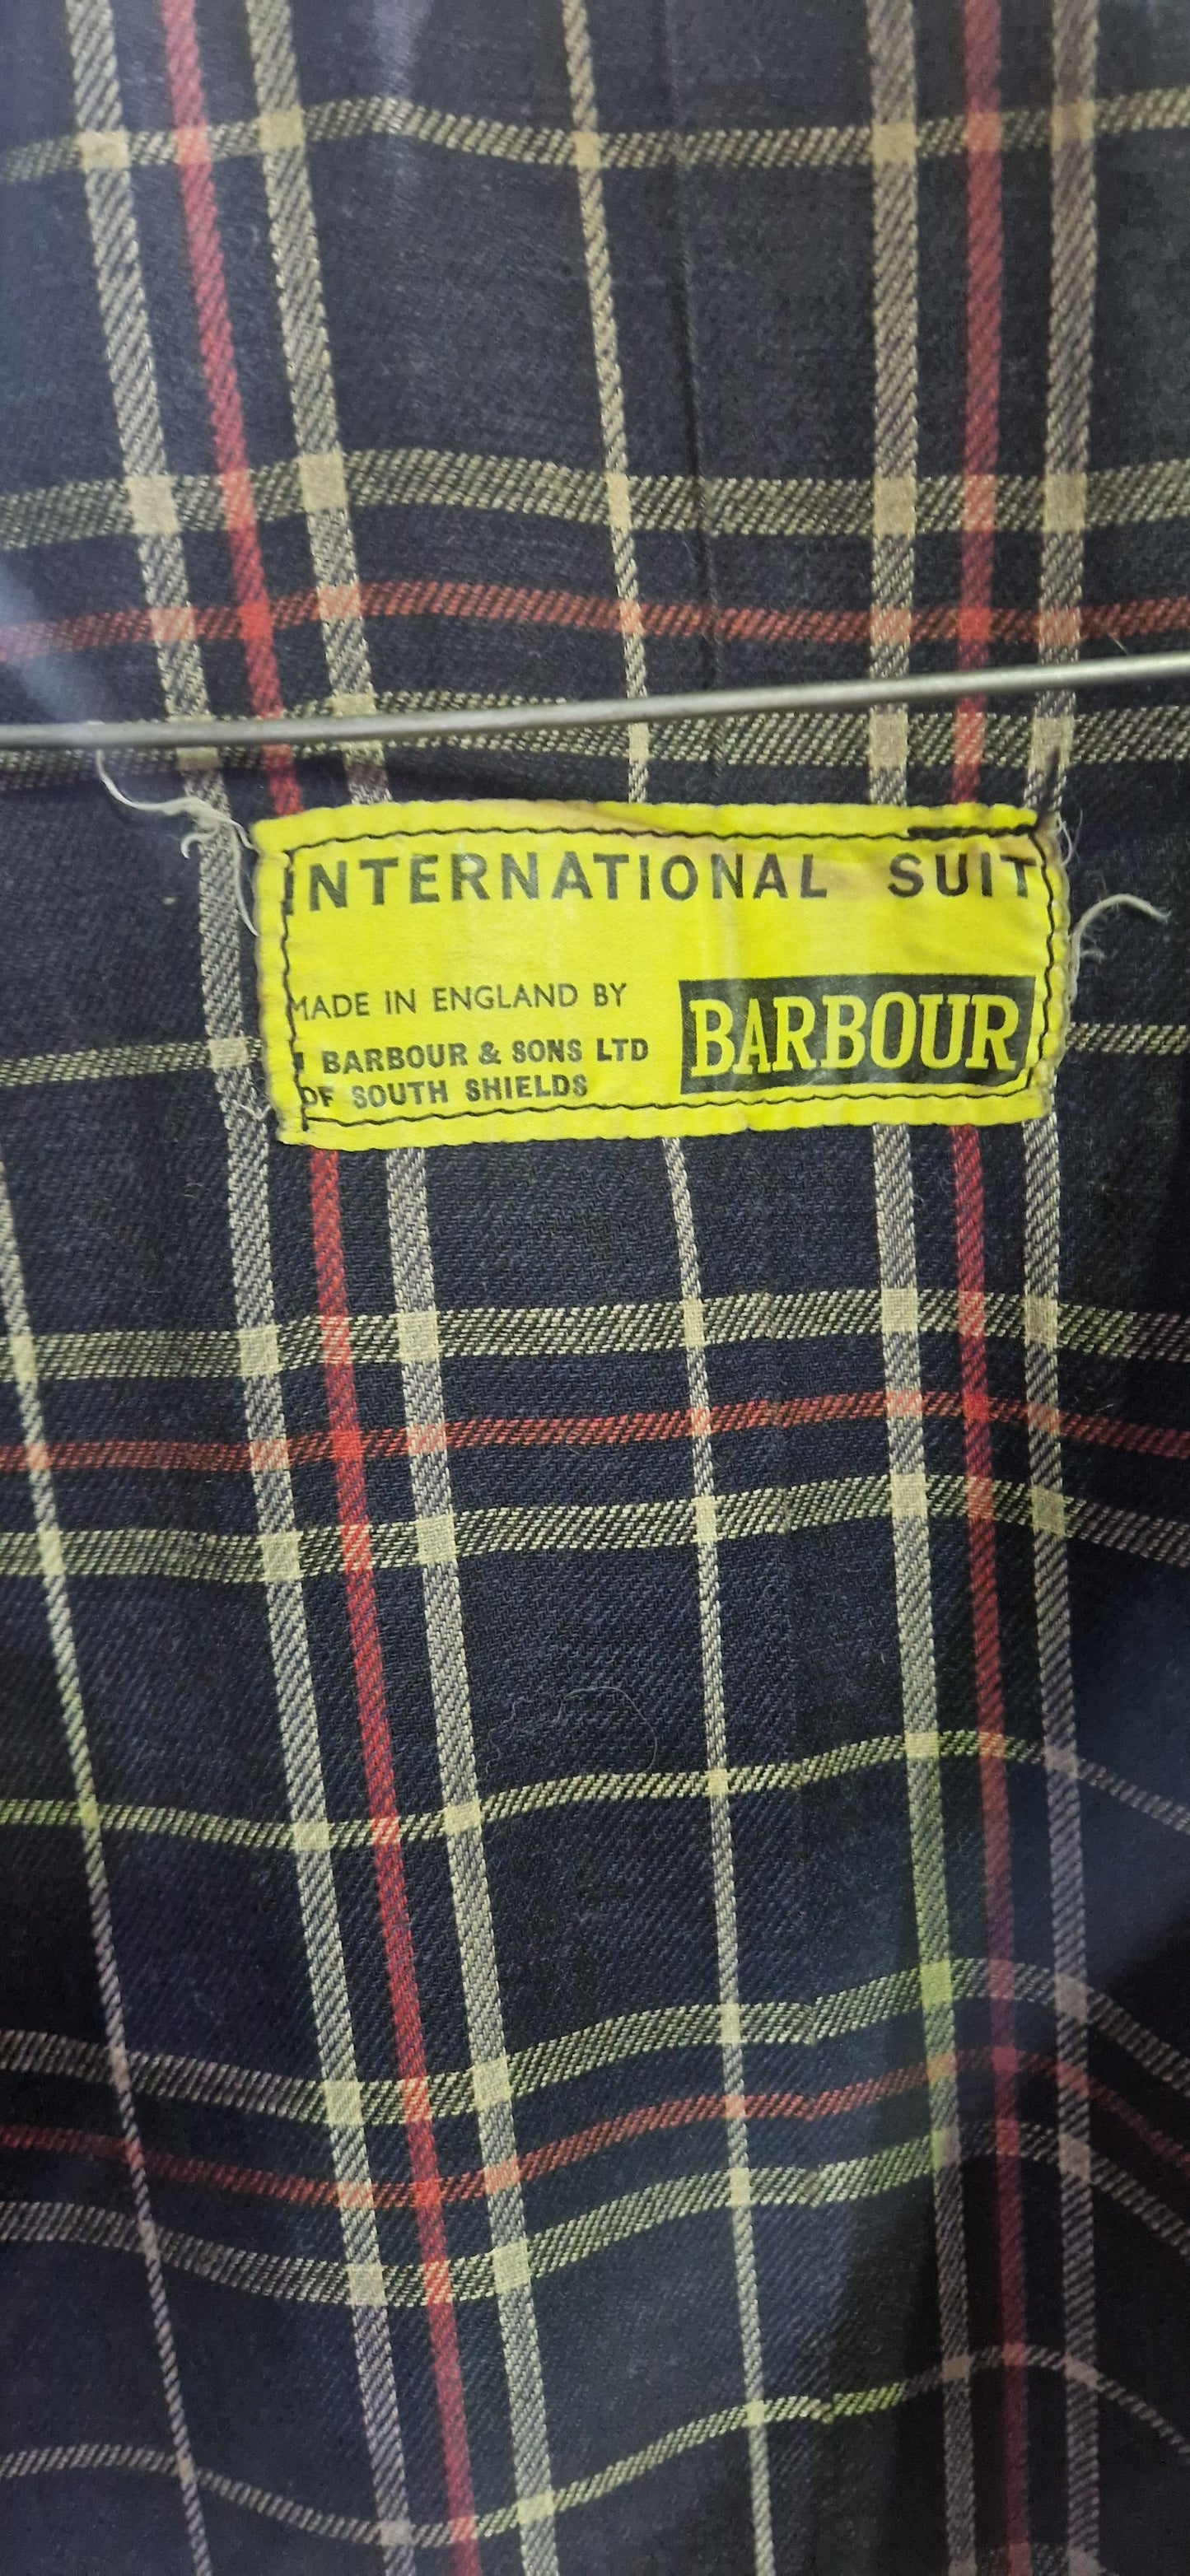 INTERNATIONAL SUIT
MADE IN ENGLAND BY
BARBOUR & SONS LTD
OF SOUTH SHIELDS
BARBOUR